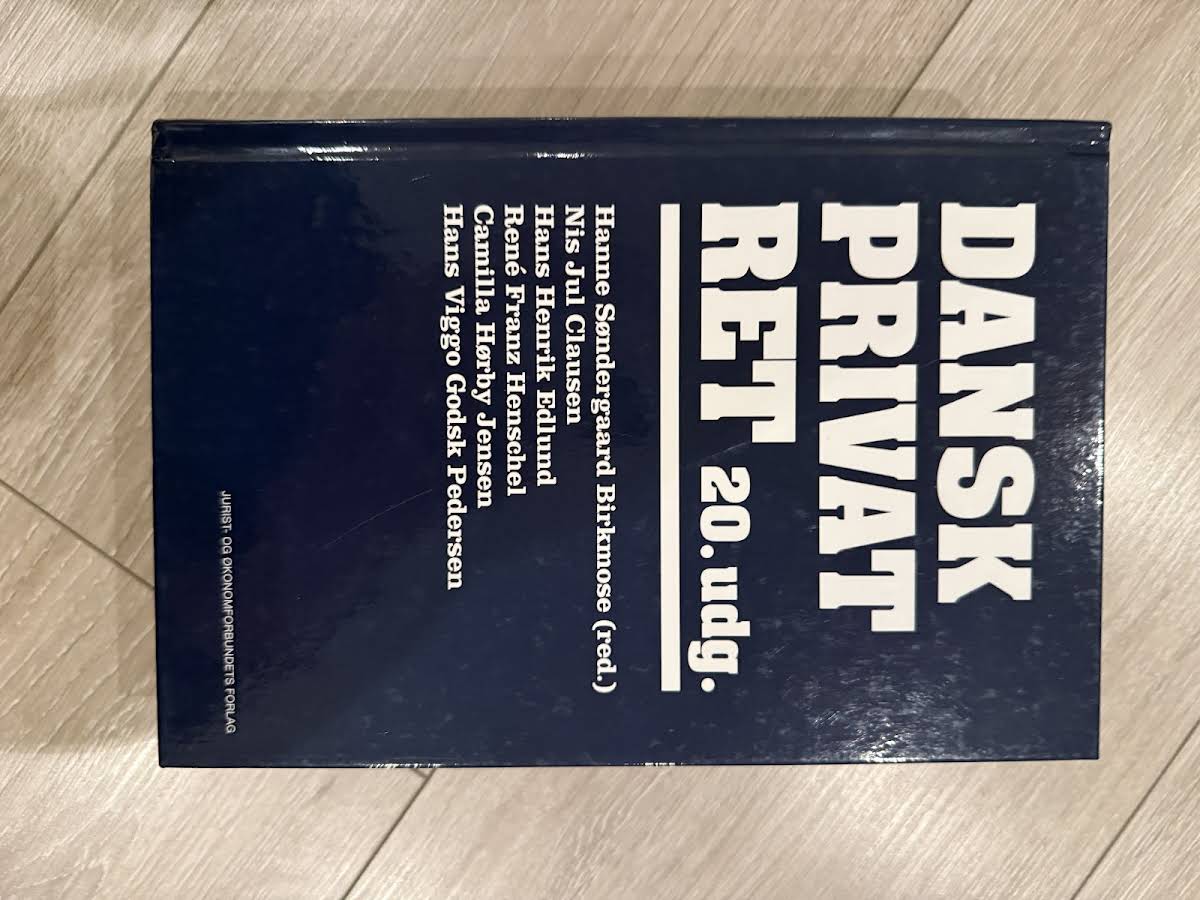 DANSK
PRIVAT
RET 20. udg.
Hanne Søndergaard Birkmose (red.)
Nis Jul Clausen
Hans Henrik Edlund
René Franz Henschel
Camilla Hørby Jensen
Hans Viggo Godsk Pedersen
JURIST- OG ØKONOMFORBUNDETS FORLAG